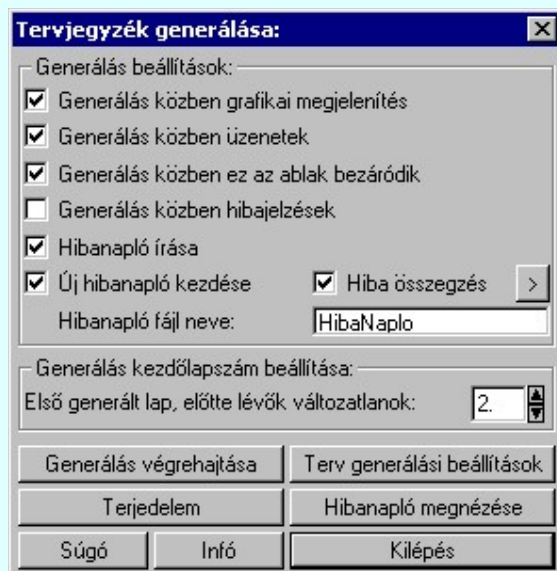 Tervjegyzék generálása:
Generálás beállítások:
Generálás közben grafikai megjelenítés
Generálás közben üzenetek
Generálás közben ez az ablak bezáródik
Generálás közben hibajelzések
Hibanapló írása
Új hibanapló kezdése Hiba összegzés >
Hibanapló fájl neve: HibaNaplo
Generálás kezdőlapszám beállítása:
Első generált lap, előtte lévők változatlanok: 2.
Generálás végrehajtása Terv generálási beállítások
Terjedelem Hibanapló megnézése
Súgó Infó Kilépés